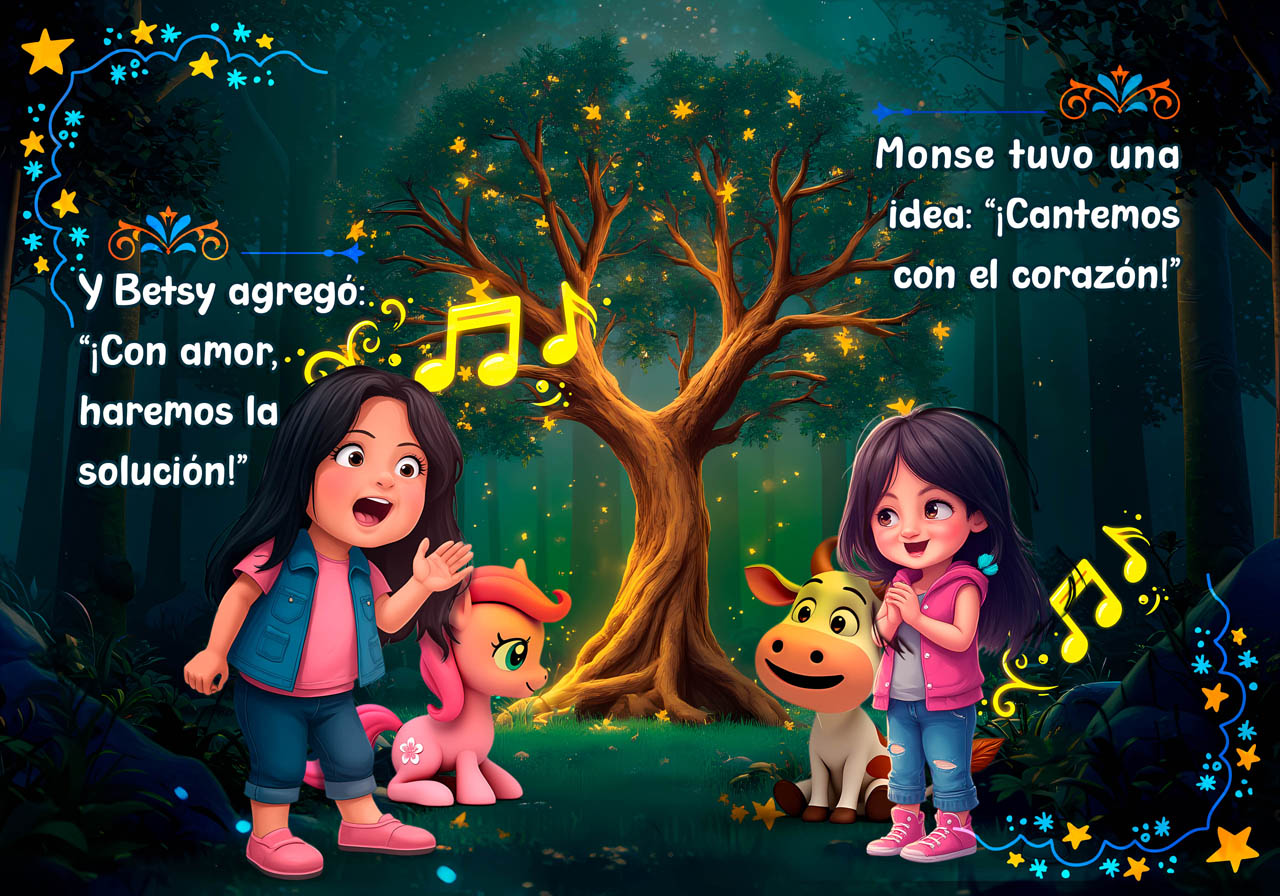 Monse tuvo una
idea: “¡Cantemos
con el corazón!”
Y Betsy agregó:
“¡Con amor,
haremos la
solución!”